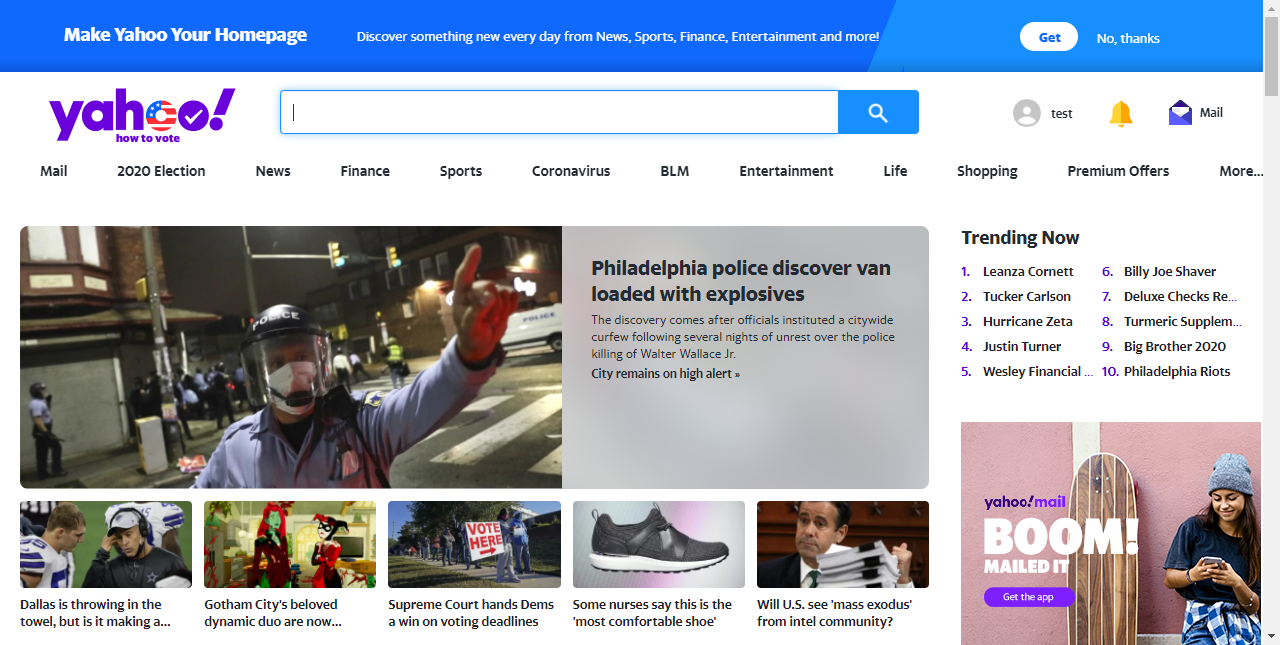 Make Yahoo Your Homepage
Discover something new every day from News, Sports, Finance, Entertainment and more!
Get
No, thanks
yahoo!
how to vote
test
Mail
Mail
2020 Election
News
Finance
Sports
Coronavirus
BLM
Entertainment
Life
Shopping
Premium Offers
More...
POLICE
POLICE
Philadelphia police discover van
loaded with explosives
The discovery comes after officials instituted a citywide
curfew following several nights of unrest over the police
killing of Walter Wallace Jr.
City remains on high alert »
Trending Now
1. Leanza Cornett
2. Tucker Carlson
3. Hurricane Zeta
4. Justin Turner
5. Wesley Financial ...
6. Billy Joe Shaver
7. Deluxe Checks Re...
8. Turmeric Supplem...
9. Big Brother 2020
10. Philadelphia Riots
VOTE
HERE
Dallas is throwing in the
towel, but is it making a...
Gotham City's beloved
dynamic duo are now...
Supreme Court hands Dems
a win on voting deadlines
Some nurses say this is the
'most comfortable shoe'
Will U.S. see 'mass exodus'
from intel community?
yahoo!mail
BOOM!
MAILED IT
Get the app